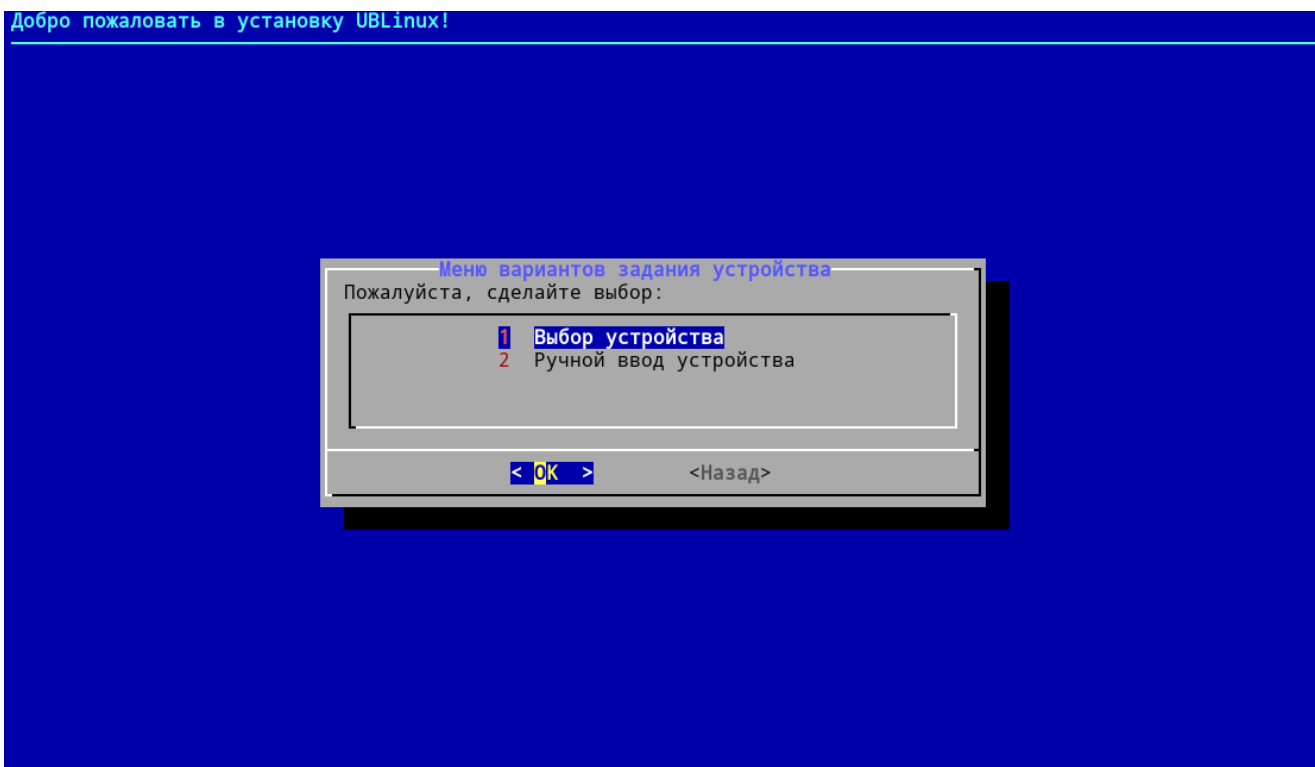 Добро пожаловать в установку UBLinux!
Меню вариантов задания устройства
Пожалуйста, сделайте выбор:
1 Выбор устройства
2 Ручной ввод устройства
< OK > <Назад>